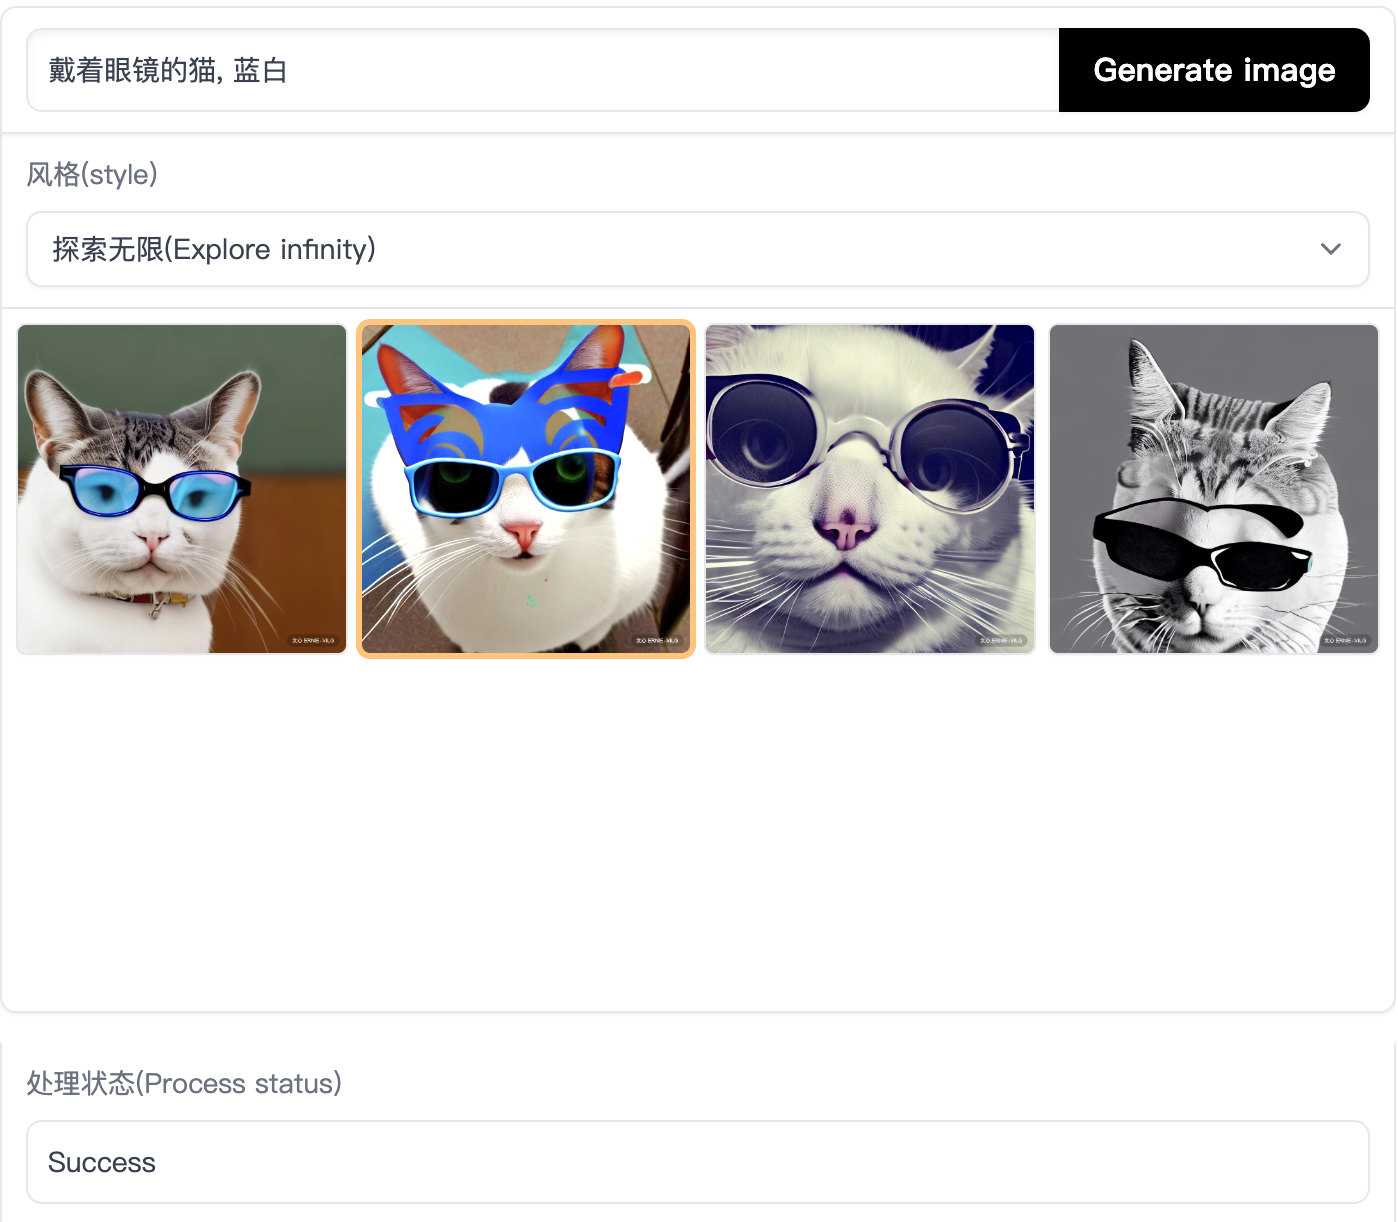 戴着眼镜的猫, 蓝白
Generate image
风格(style)
探索无限(Explore infinity)
文心 ERNIE-ViLG
文心 ERNIE-ViLG
文心 ERNIE-ViLG
文心 ERNIE-ViLG
处理状态(Process status)
Success